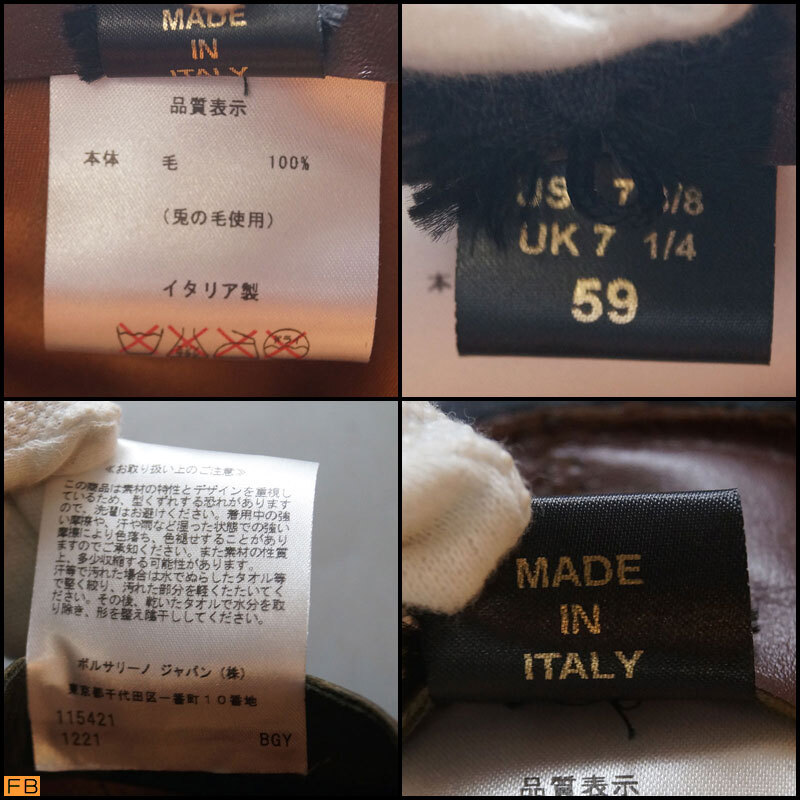 MADE
IN
ITALY
品質表示
本体 毛 100%
(兎の毛使用)
イタリア製
ドライ
US 7 3/8
UK 7 1/4
59
本
≪お取り扱い上のご注意≫
この商品は素材の特性とデザインを重視し
ているため、型くずれする恐れがあります
ので、洗濯はお避けください。着用中の強
い摩擦や、汗や雨など湿った状態での強い
摩擦により色落ち、色褪せすることがあり
ますのでご承知ください。また素材の性質
上、多少収縮する可能性があります。
汗等で汚れた場合は水でぬらしたタオル等
で堅く絞り、汚れた部分を軽くたたいてく
ださい。その後、乾いたタオルで水分を取
り除き、形を整え陰干ししてください。
ボルサリーノ ジャパン(株)
東京都千代田区一番町10番地
115421
1221 BGY
MADE
IN
ITALY
品質表示
FB